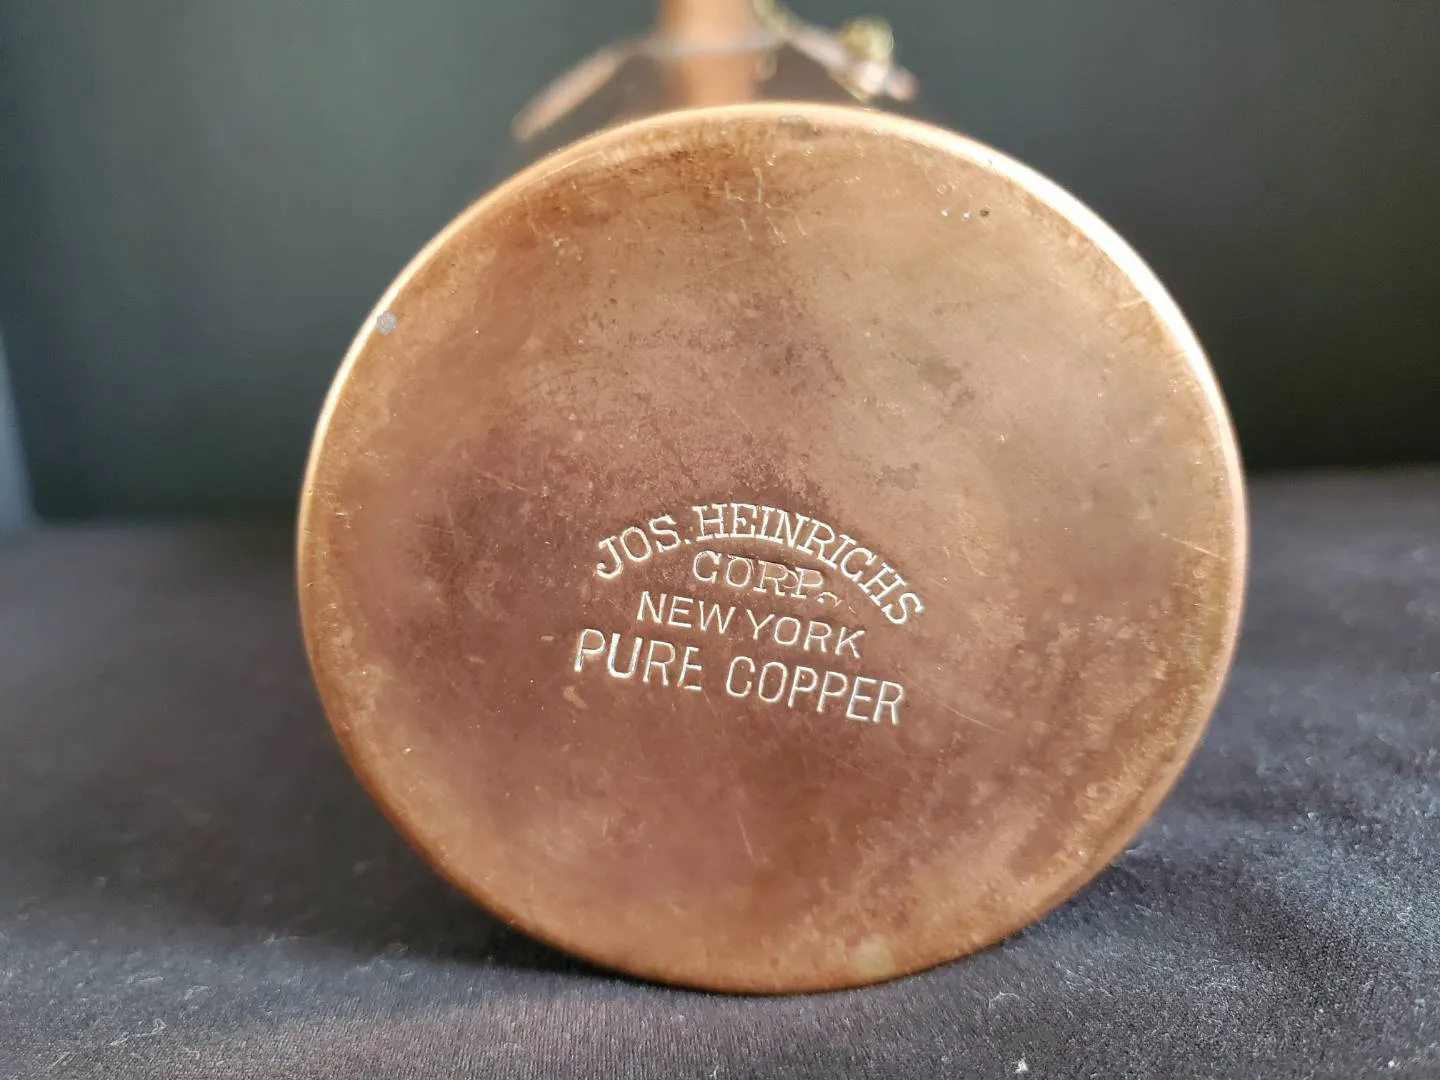 JOS. HEINRICHS
CORP.
NEW YORK
PURE COPPER